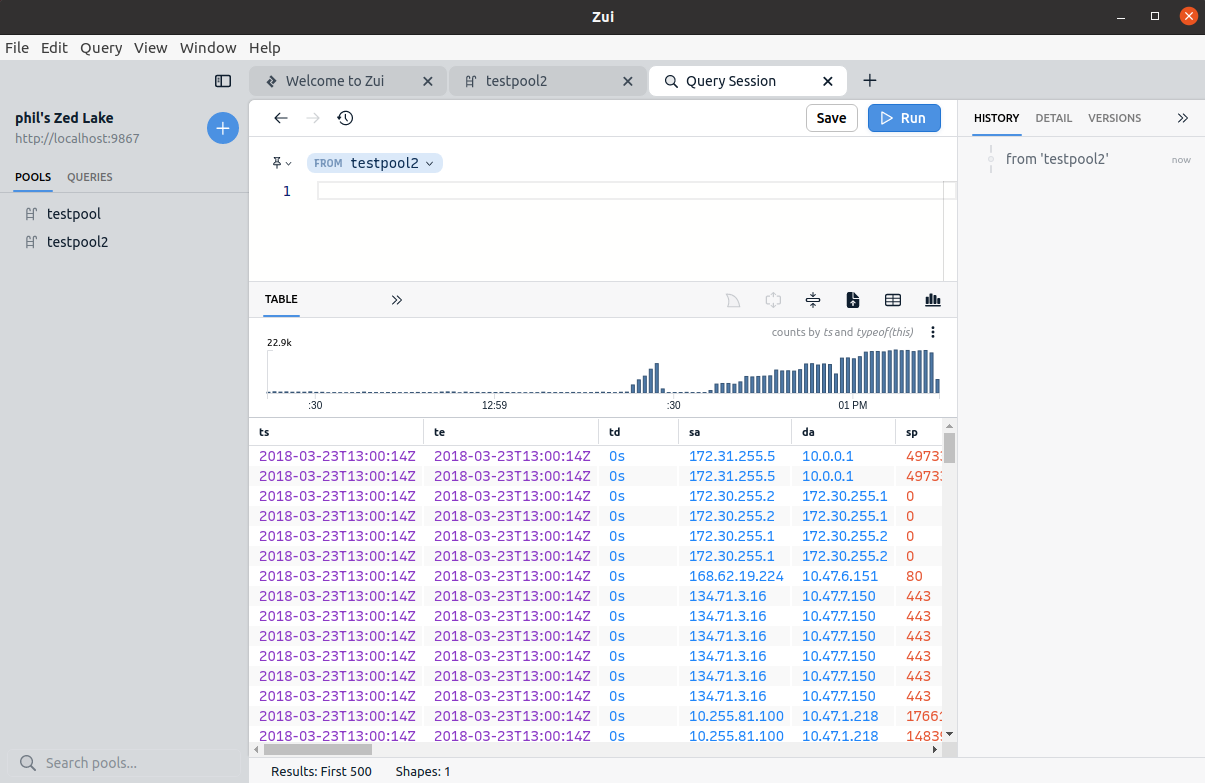 Zui
File Edit Query View Window Help
Welcome to Zui
testpool2
Query Session
phil's Zed Lake
http://localhost:9867
POOLS QUERIES
testpool
testpool2
Search pools...
Save Run
FROM testpool2
1
TABLE
counts by ts and typeof(this)
22.9k
:30 12:59 :30 01 PM
ts te td sa da sp
2018-03-23T13:00:14Z 2018-03-23T13:00:14Z 0s 172.31.255.5 10.0.0.1 4973
2018-03-23T13:00:14Z 2018-03-23T13:00:14Z 0s 172.31.255.5 10.0.0.1 4973
2018-03-23T13:00:14Z 2018-03-23T13:00:14Z 0s 172.30.255.2 172.30.255.1 0
2018-03-23T13:00:14Z 2018-03-23T13:00:14Z 0s 172.30.255.2 172.30.255.1 0
2018-03-23T13:00:14Z 2018-03-23T13:00:14Z 0s 172.30.255.1 172.30.255.2 0
2018-03-23T13:00:14Z 2018-03-23T13:00:14Z 0s 172.30.255.1 172.30.255.2 0
2018-03-23T13:00:14Z 2018-03-23T13:00:14Z 0s 168.62.19.224 10.47.6.151 80
2018-03-23T13:00:14Z 2018-03-23T13:00:14Z 0s 134.71.3.16 10.47.7.150 443
2018-03-23T13:00:14Z 2018-03-23T13:00:14Z 0s 134.71.3.16 10.47.7.150 443
2018-03-23T13:00:14Z 2018-03-23T13:00:14Z 0s 134.71.3.16 10.47.7.150 443
2018-03-23T13:00:14Z 2018-03-23T13:00:14Z 0s 134.71.3.16 10.47.7.150 443
2018-03-23T13:00:14Z 2018-03-23T13:00:14Z 0s 134.71.3.16 10.47.7.150 443
2018-03-23T13:00:14Z 2018-03-23T13:00:14Z 0s 134.71.3.16 10.47.7.150 443
2018-03-23T13:00:14Z 2018-03-23T13:00:14Z 0s 10.255.81.100 10.47.1.218 1766
2018-03-23T13:00:14Z 2018-03-23T13:00:14Z 0s 10.255.81.100 10.47.1.218 1483
Results: First 500 Shapes: 1
HISTORY DETAIL VERSIONS
from 'testpool2' now